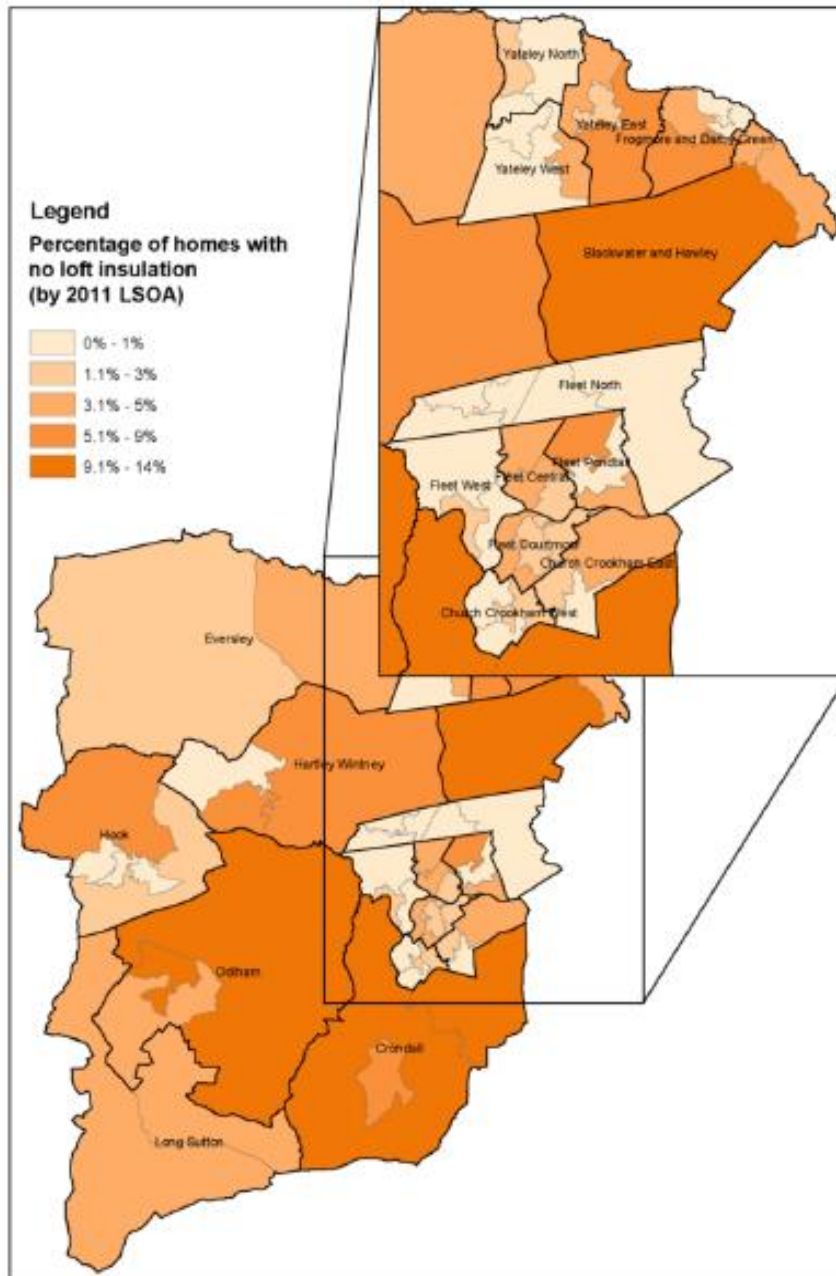 Yateley North
Yateley East
Frogmore and Darby Green
Yateley West
Legend
Percentage of homes with
no loft insulation
(by 2011 LSOA)
0% - 1%
1.1% - 3%
3.1% - 5%
5.1% - 9%
9.1% - 14%
Blackwater and Hawley
Fleet North
Fleet Pondtail
Fleet Central
Fleet West
Fleet Courtmoor
Church Crookham East
Church Crookham West
Eversley
Hartley Wintney
Hook
Odiham
Crondall
Long Sutton